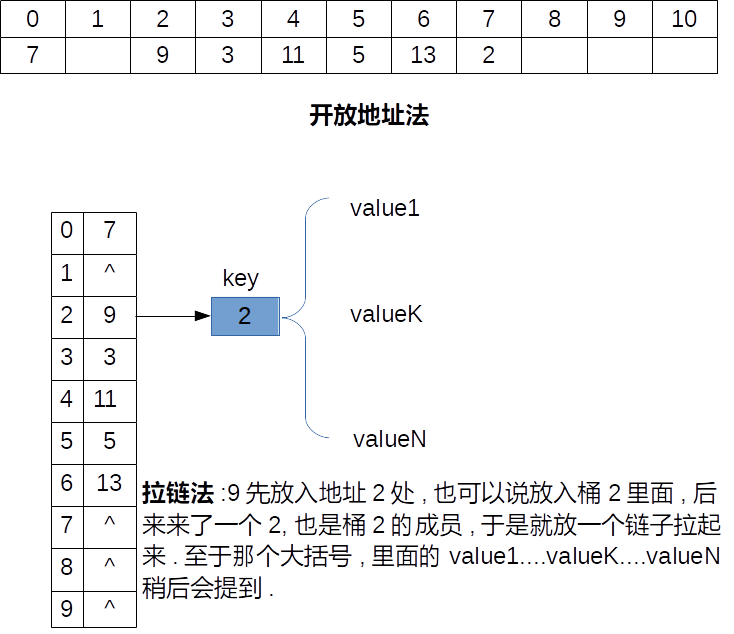 0 1 2 3 4 5 6 7 8 9 10
7 9 3 11 5 13 2
开放地址法
value1
0 7
key
1 ^
2 9
2
valueK
3 3
4 11
5 5
valueN
6 13
拉链法 :9 先放入地址 2 处 , 也可以说放入桶 2 里面 , 后
来来了一个 2, 也是桶 2 的成员 , 于是就放一个链子拉起
7 ^
来 . 至于那个大括号 , 里面的 value1....valueK....valueN
8 ^
稍后会提到 .
9 ^